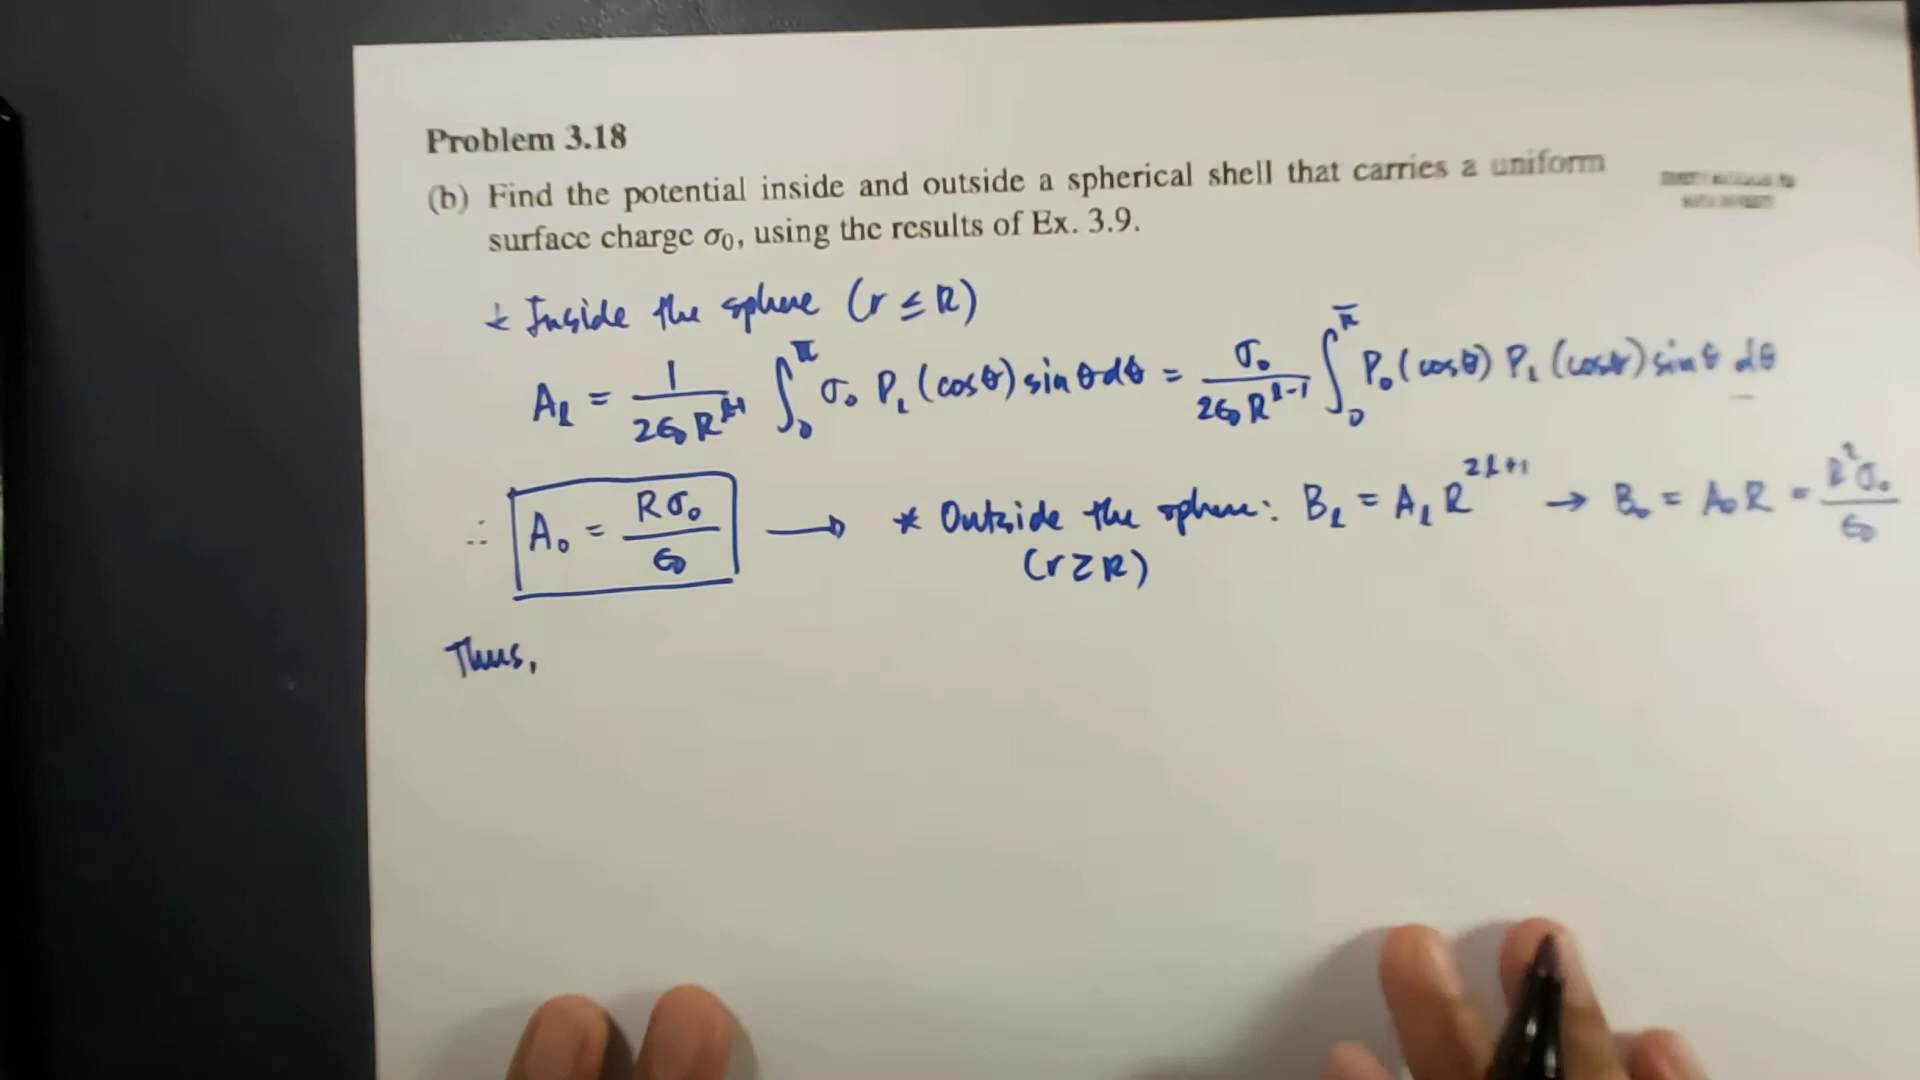 Problem 3.18
(b) Find the potential inside and outside a spherical shell that carries a uniform
surface charge σ₀, using the results of Ex. 3.9.
* Inside the sphere (r ≤ R)
A_l = 1/(2ε₀R^(l-1)) ∫₀^π σ₀ P_l (cosθ) sinθdθ = σ₀/(2ε₀R^(l-1)) ∫₀^π P₀(cosθ) P_l (cosθ) sinθ dθ
∴ A₀ = Rσ₀/ε₀ → * Outside the sphere: B_l = A_l R^(2l+1) → B₀ = A₀R = R²σ₀/ε₀
(r ≥ R)
Thus,